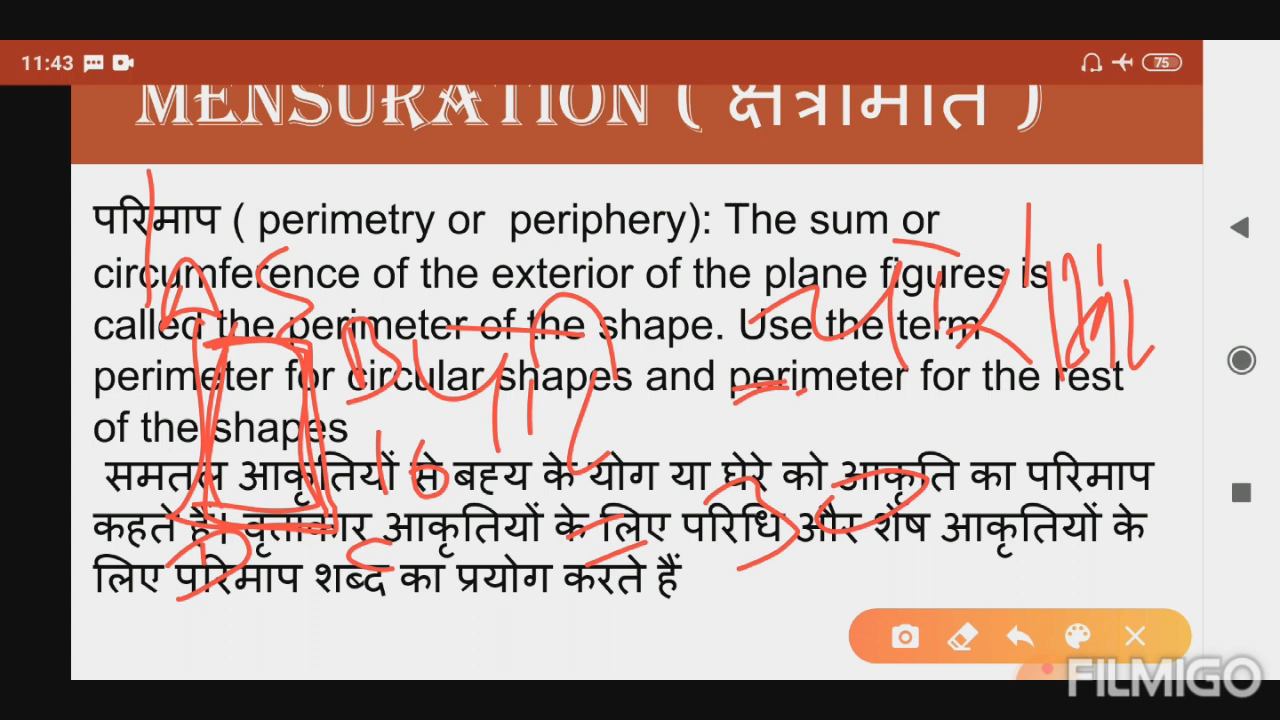 11:43 75
MENSURATION ( क्षेत्रमिति )
परिमाप ( perimetry or periphery): The sum or
circumference of the exterior of the plane figures is
called the perimeter of the shape. Use the term
perimeter for circular shapes and perimeter for the rest
of the shapes
समतल आकृतियों से बह्य के योग या घेरे को आकृति का परिमाप
कहते हैं। वृत्ताकार आकृतियों के लिए परिधि और शेष आकृतियों के
लिए परिमाप शब्द का प्रयोग करते हैं
A 5
B
16
D C
= 30
FILMIGO